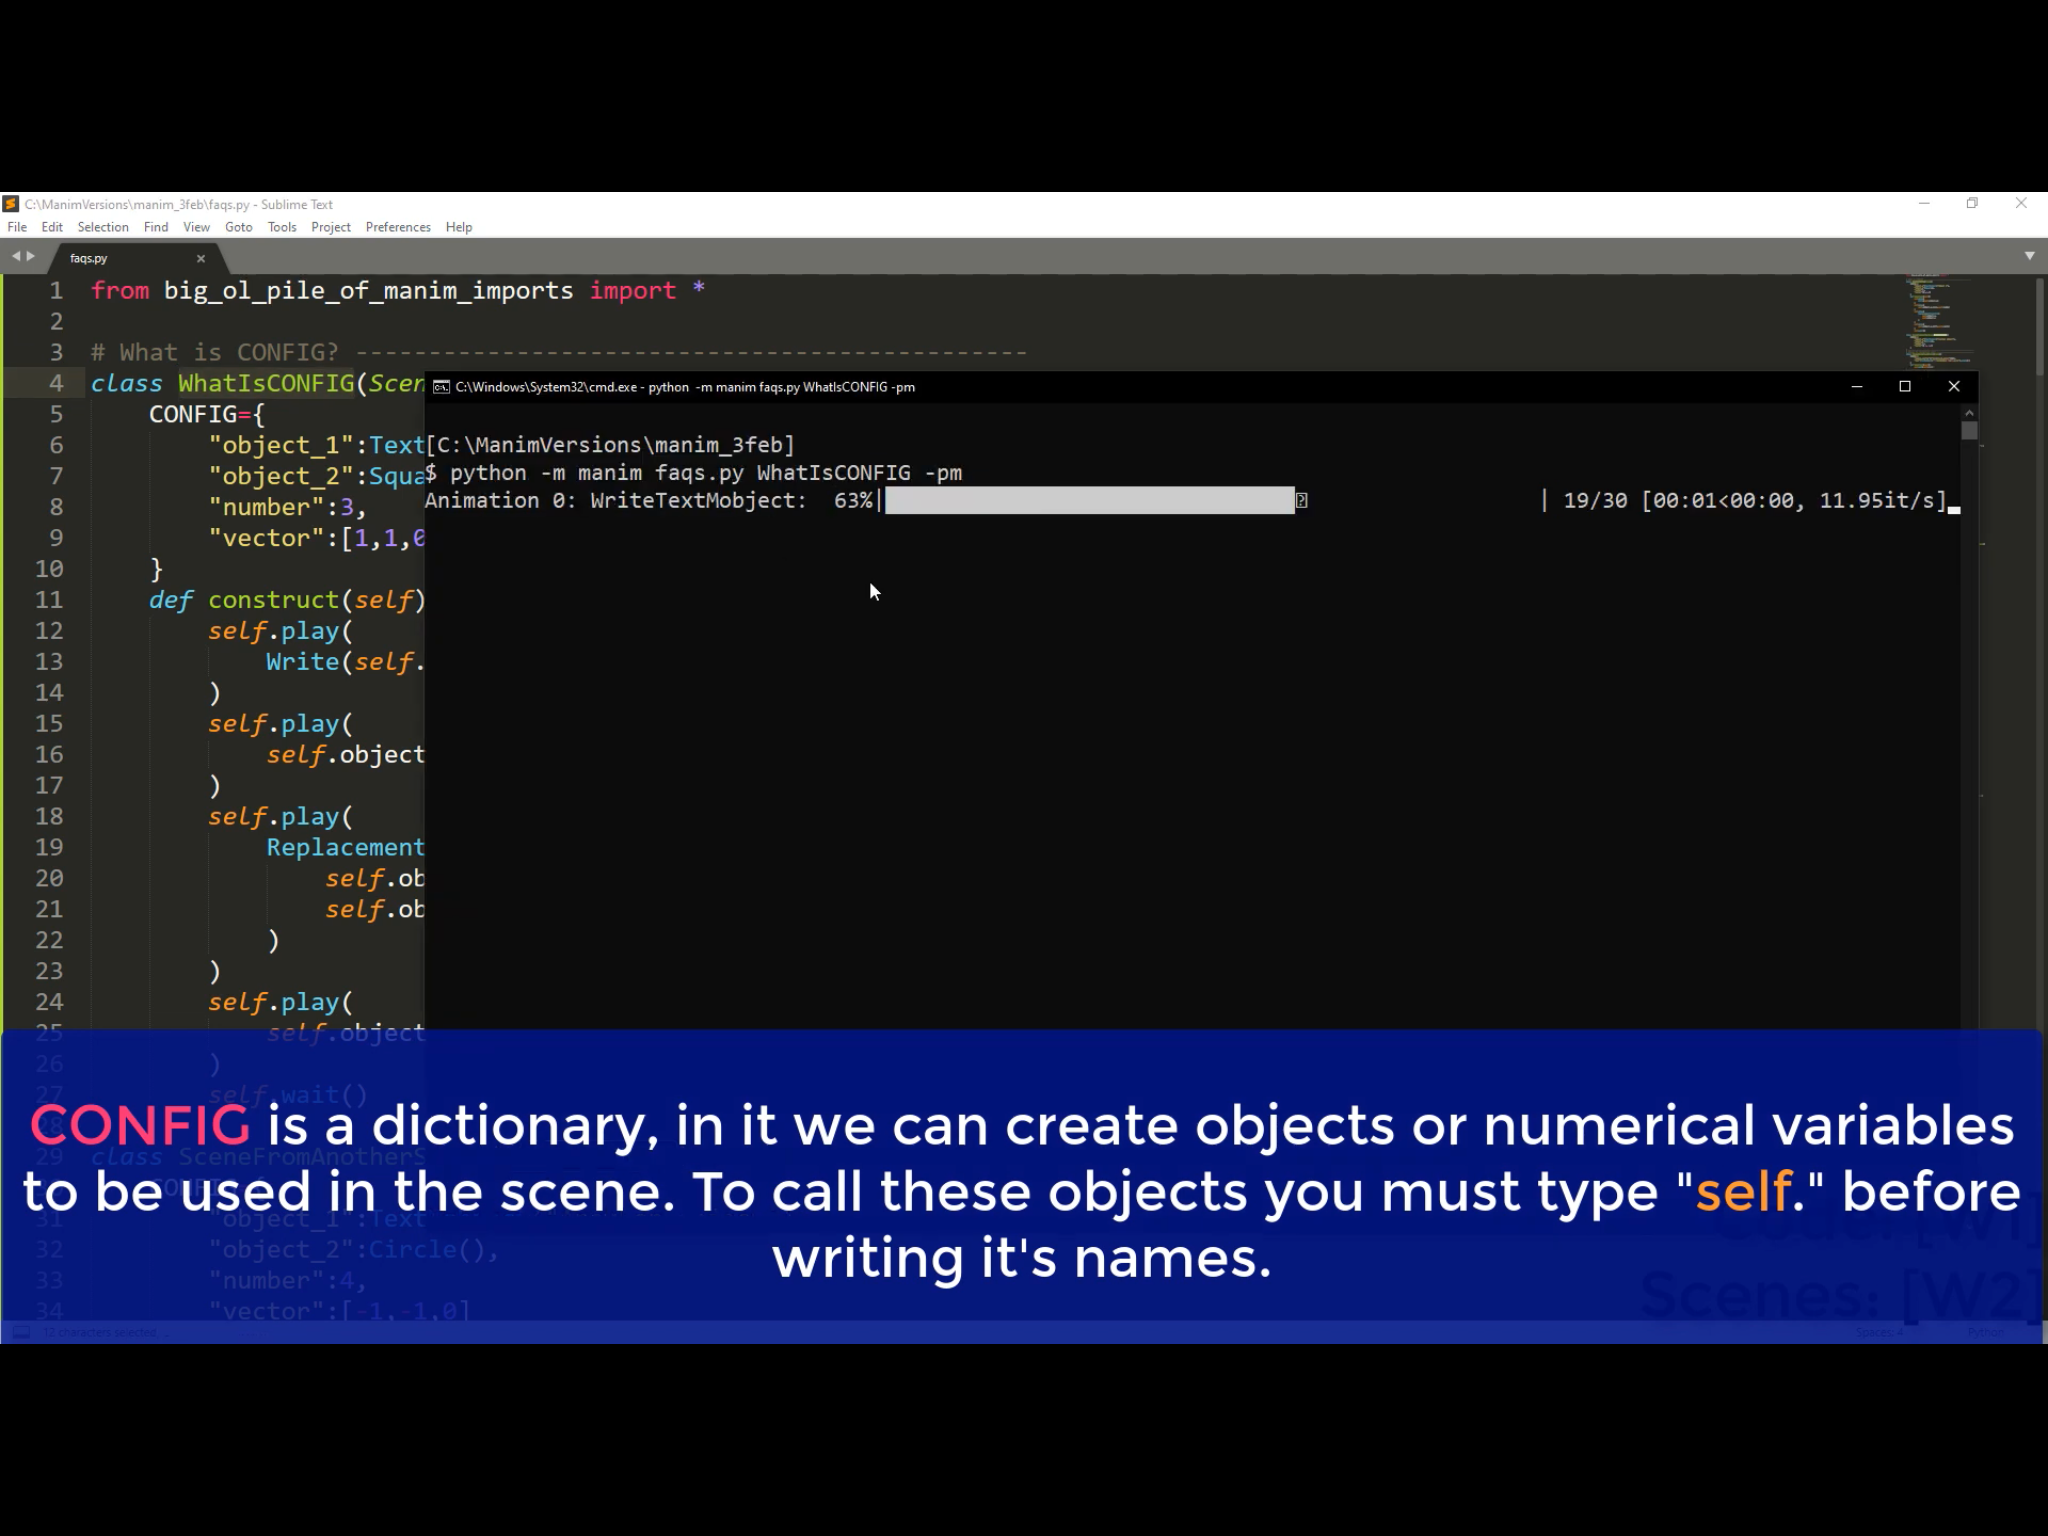 C:\ManimVersions\manim_3feb\faqs.py - Sublime Text
File Edit Selection Find View Goto Tools Project Preferences Help
faqs.py
1 from big_ol_pile_of_manim_imports import *
2
3 # What is CONFIG? ----------------------------------------------
4 class WhatIsCONFIG(Scen
5 CONFIG={
6 "object_1":Text
7 "object_2":Squa
8 "number":3,
9 "vector":[1,1,0
10 }
11 def construct(self)
12 self.play(
13 Write(self.
14 )
15 self.play(
16 self.object
17 )
18 self.play(
19 Replacement
20 self.ob
21 self.ob
22 )
23 )
24 self.play(
25 self.object
26 )
27 self.wait()
28
29 class SceneFromAnotherS
31 "object_1":Text
32 "object_2":Circle(),
33 "number":4,
34 "vector":[-1,-1,0]
C:\Windows\System32\cmd.exe - python -m manim faqs.py WhatIsCONFIG -pm
[C:\ManimVersions\manim_3feb]
$ python -m manim faqs.py WhatIsCONFIG -pm
Animation 0: WriteTextMobject: 63%| | 19/30 [00:01<00:00, 11.95it/s]
CONFIG is a dictionary, in it we can create objects or numerical variables
to be used in the scene. To call these objects you must type "self." before
writing it's names.
Code: [W1]
Scenes: [W2]
12 characters selected
Spaces: 4 Python